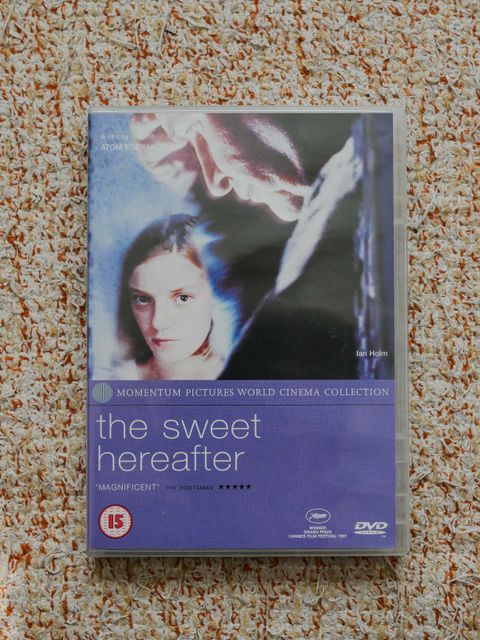 A film by
ATOM EGOYAN
Ian Holm
MOMENTUM PICTURES WORLD CINEMA COLLECTION
the sweet
hereafter
"MAGNIFICENT" THE SCOTSMAN ★★★★★
15
WINNER
GRAND PRIZE
CANNES FILM FESTIVAL 1997
DVD
VIDEO